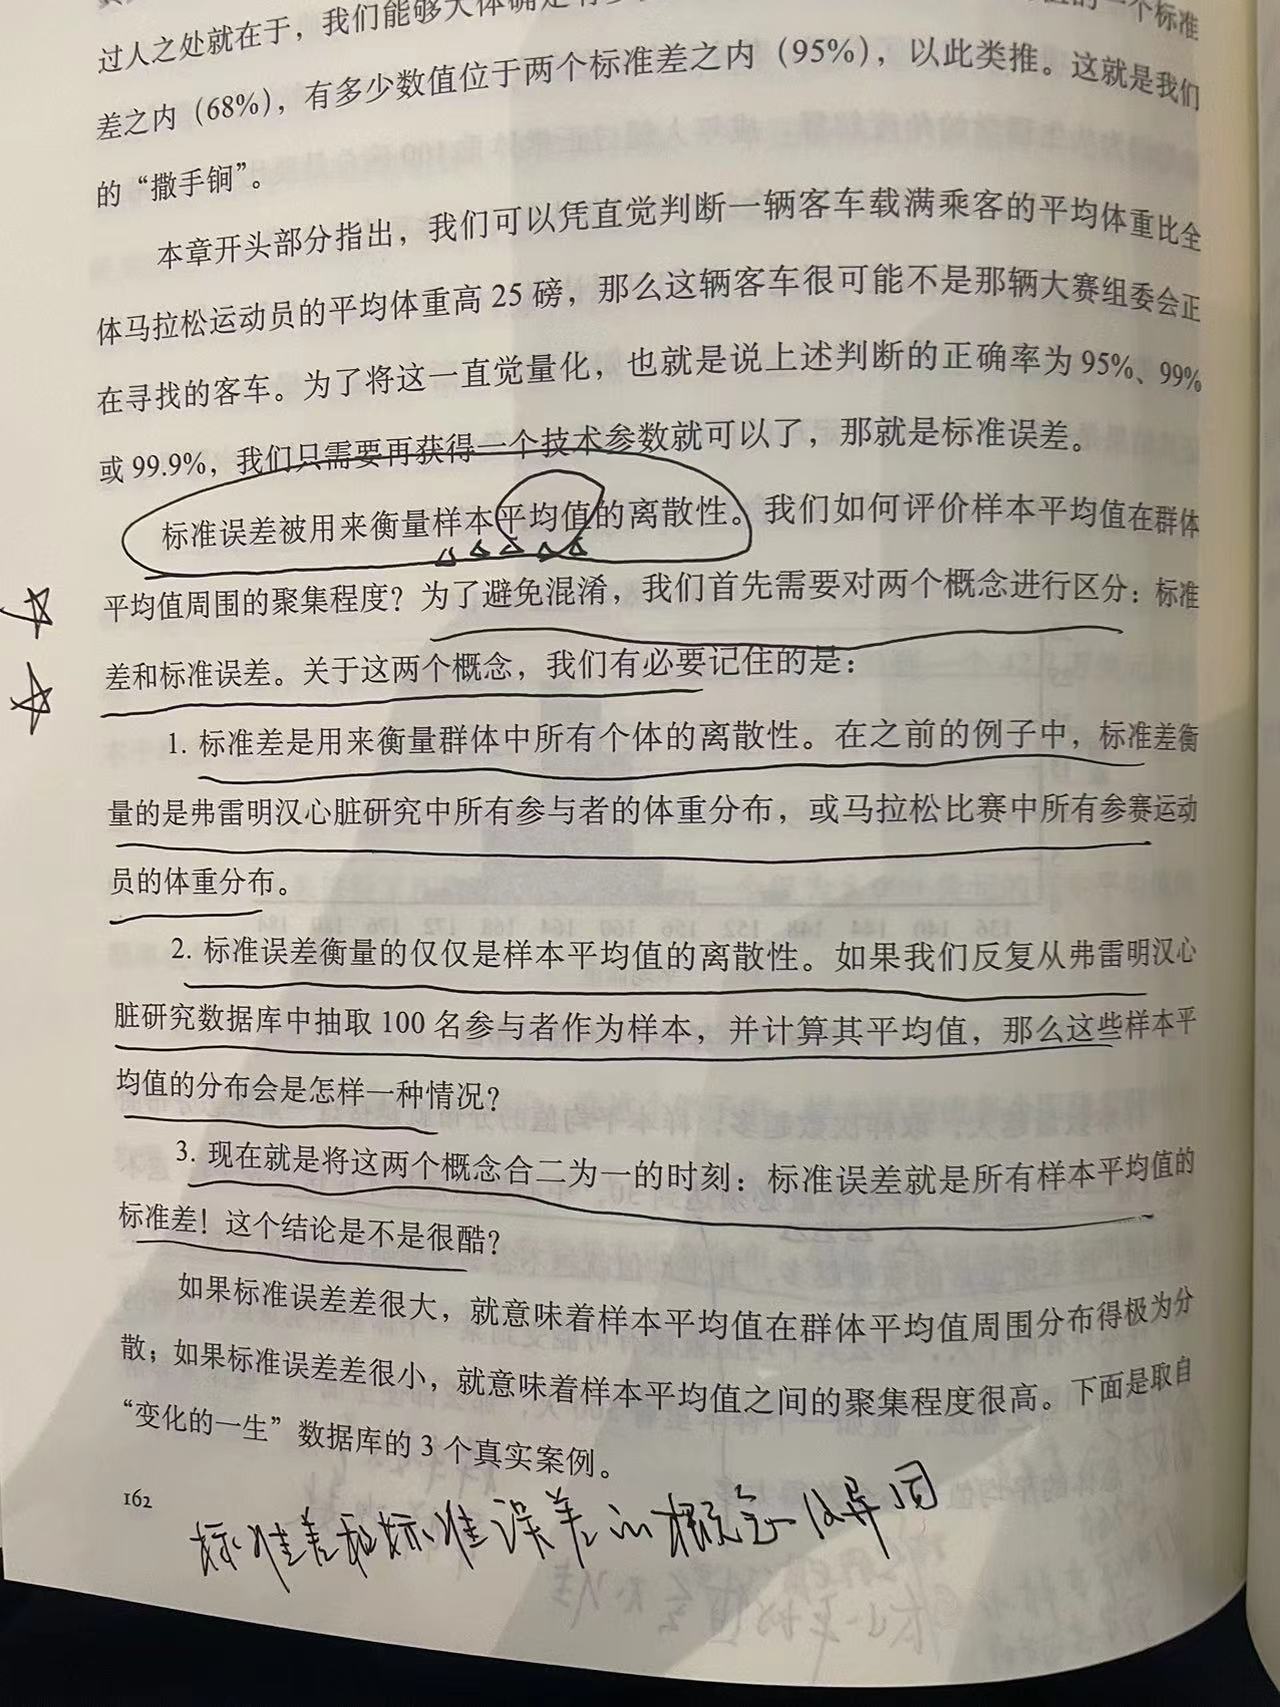 过人之处就在于，我们能够大体确定有多
的一个标准
差之内（68%），有多少数值位于两个标准差之内（95%），以此类推。这就是我们
的“撒手锏”。
本章开头部分指出，我们可以凭直觉判断一辆客车载满乘客的平均体重比全
体马拉松运动员的平均体重高 25 磅，那么这辆客车很可能不是那辆大赛组委会正
在寻找的客车。为了将这一直觉量化，也就是说上述判断的正确率为 95%、99%
或 99.9%，我们只需要再获得一个技术参数就可以了，那就是标准误差。
标准误差被用来衡量样本平均值的离散性。我们如何评价样本平均值在群体
平均值周围的聚集程度？为了避免混淆，我们首先需要对两个概念进行区分：标准
差和标准误差。关于这两个概念，我们有必要记住的是：
1. 标准差是用来衡量群体中所有个体的离散性。在之前的例子中，标准差衡
量的是弗雷明汉心脏研究中所有参与者的体重分布，或马拉松比赛中所有参赛运动
员的体重分布。
2. 标准误差衡量的仅仅是样本平均值的离散性。如果我们反复从弗雷明汉心
脏研究数据库中抽取 100 名参与者作为样本，并计算其平均值，那么这些样本平
均值的分布会是怎样一种情况？
3. 现在就是将这两个概念合二为一的时刻：标准误差就是所有样本平均值的
标准差！这个结论是不是很酷？
如果标准误差差很大，就意味着样本平均值在群体平均值周围分布得极为分
散；如果标准误差差很小，就意味着样本平均值之间的聚集程度很高。下面是取自
“变化的一生”数据库的 3 个真实案例。
162
标准差和标准误差的概念及异同